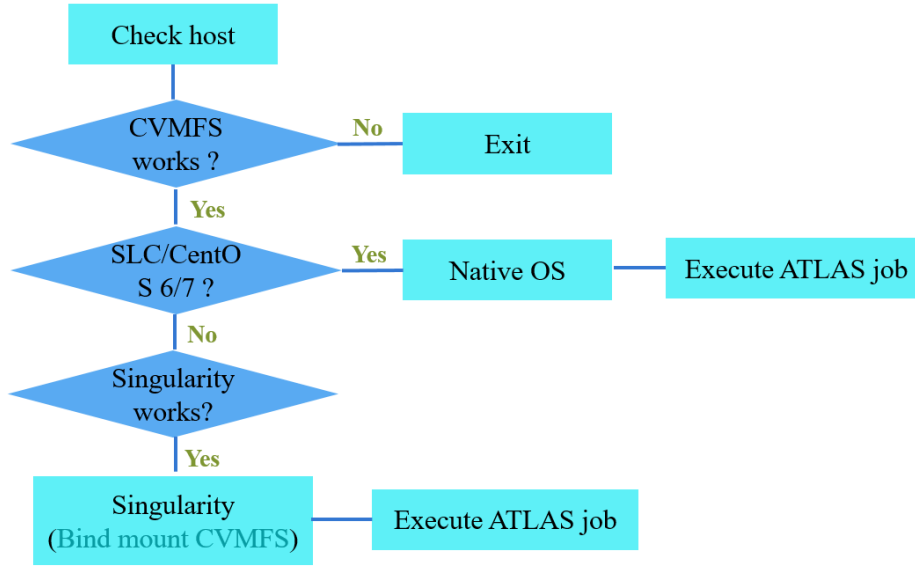 Check host
CVMFS
works ?
No
Exit
Yes
SLC/CentO
S 6/7 ?
Yes
Native OS
Execute ATLAS job
No
Singularity
works?
Yes
Singularity
(Bind mount CVMFS)
Execute ATLAS job